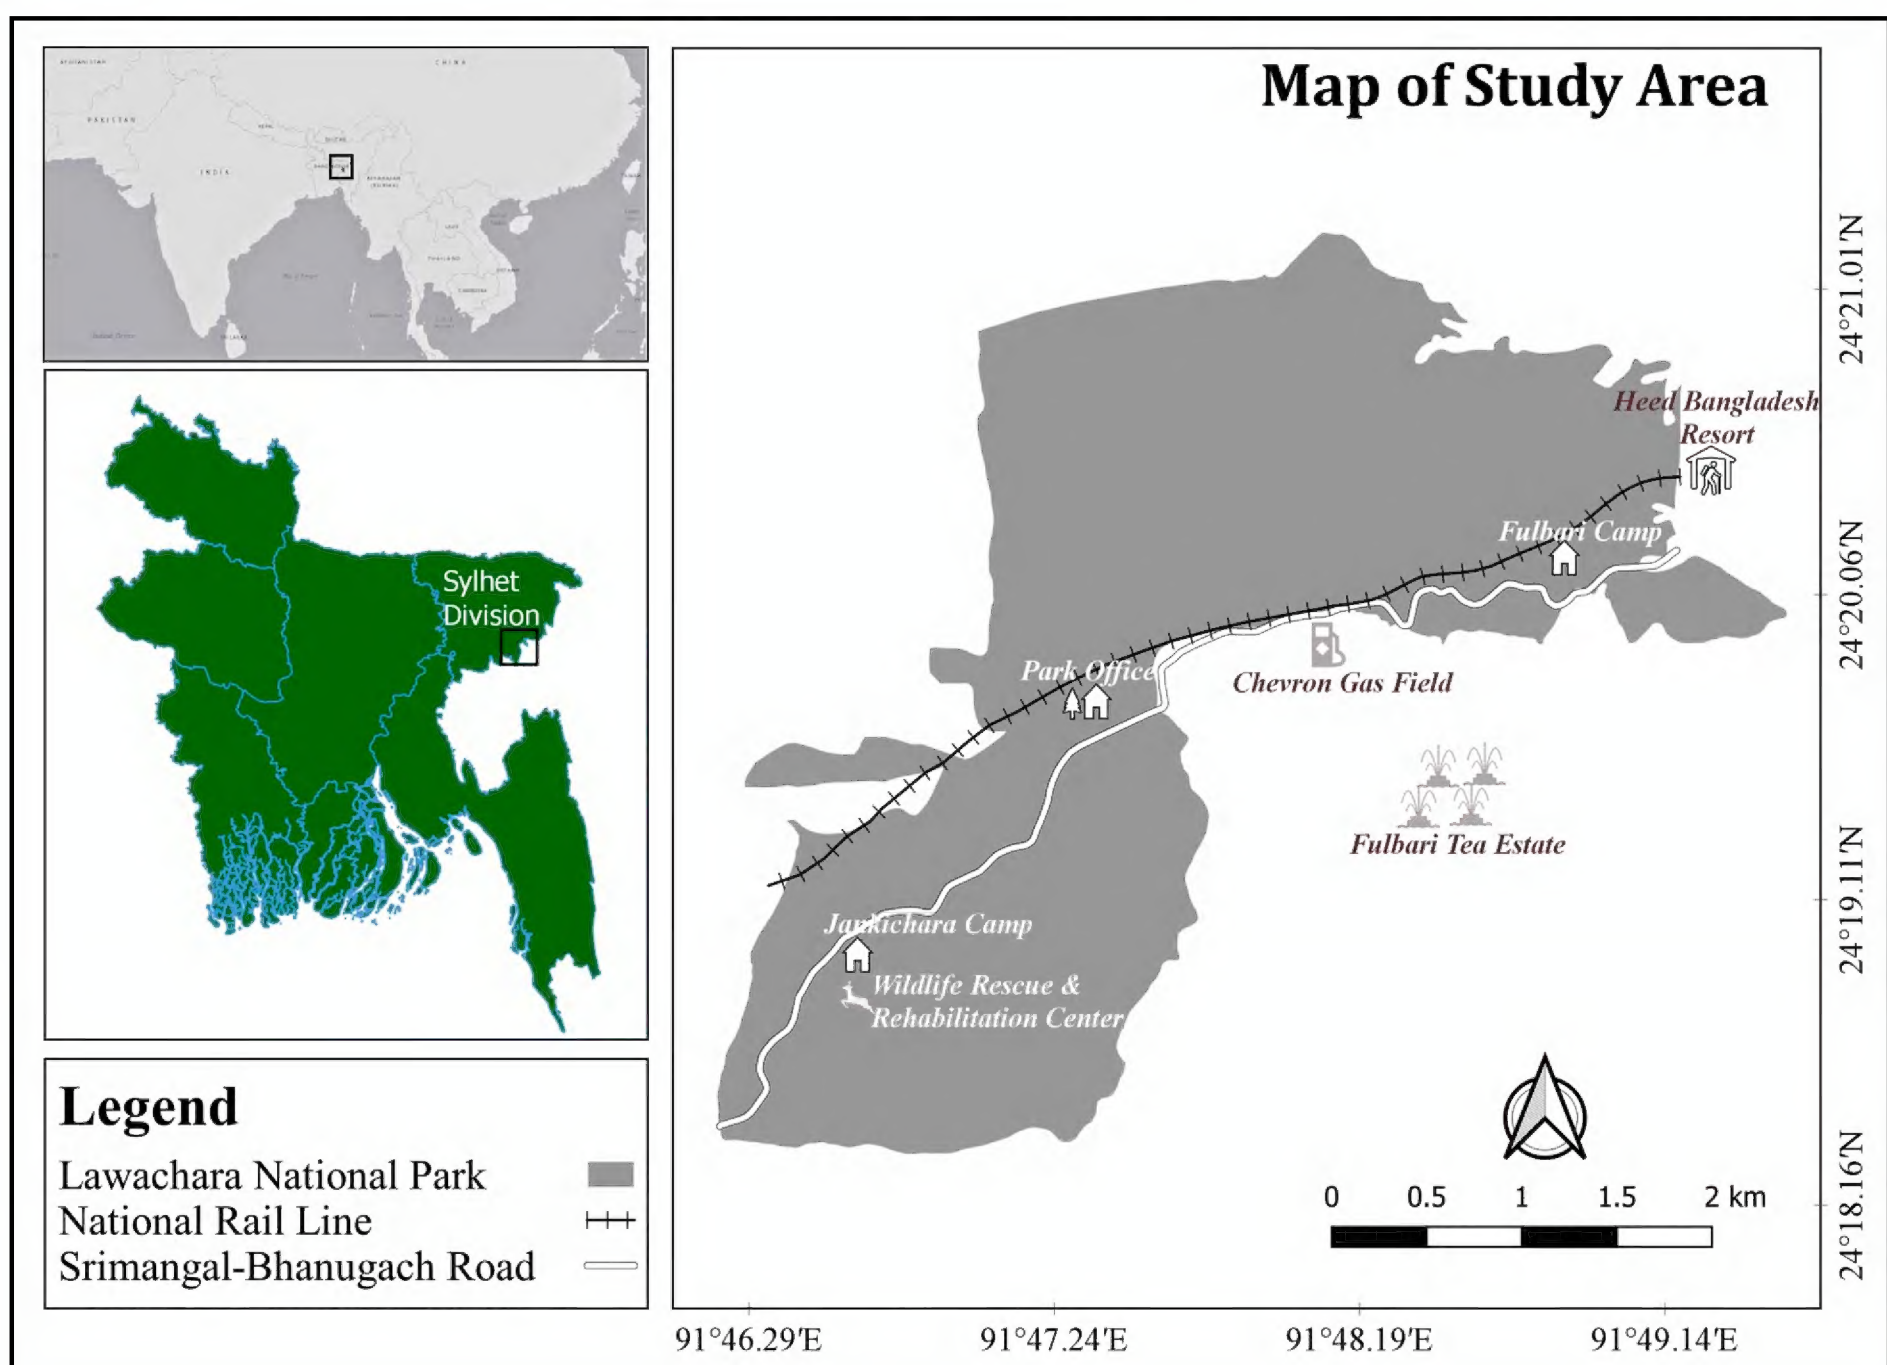 Map of Study Area
AFGHANISTAN
CHINA
PAKISTAN
NEPAL
INDIA
THAILAND
Sylhet
Division
Heed Bangladesh
Resort
Fulbari Camp
Park Office
Chevron Gas Field
Fulbari Tea Estate
Jankichara Camp
Wildlife Rescue &
Rehabilitation Center
24°21.01'N
24°20.06'N
24°19.11'N
24°18.16'N
0 0.5 1 1.5 2 km
91°46.29'E 91°47.24'E 91°48.19'E 91°49.14'E
Legend
Lawachara National Park
National Rail Line
Srimangal-Bhanugach Road